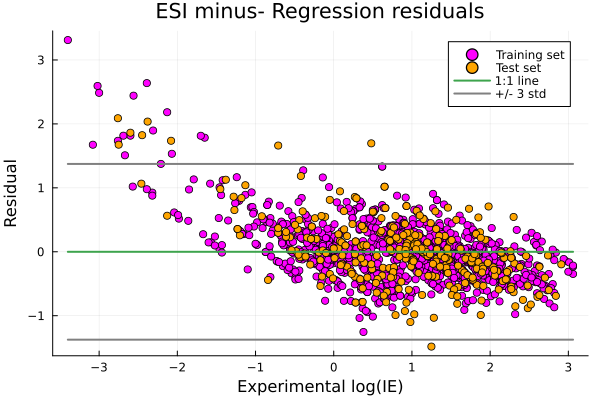 ESI minus- Regression residuals
Training set
Test set
1:1 line
+/- 3 std
Residual
3
2
1
0
−1
−3
−2
−1
0
1
2
3
Experimental log(IE)